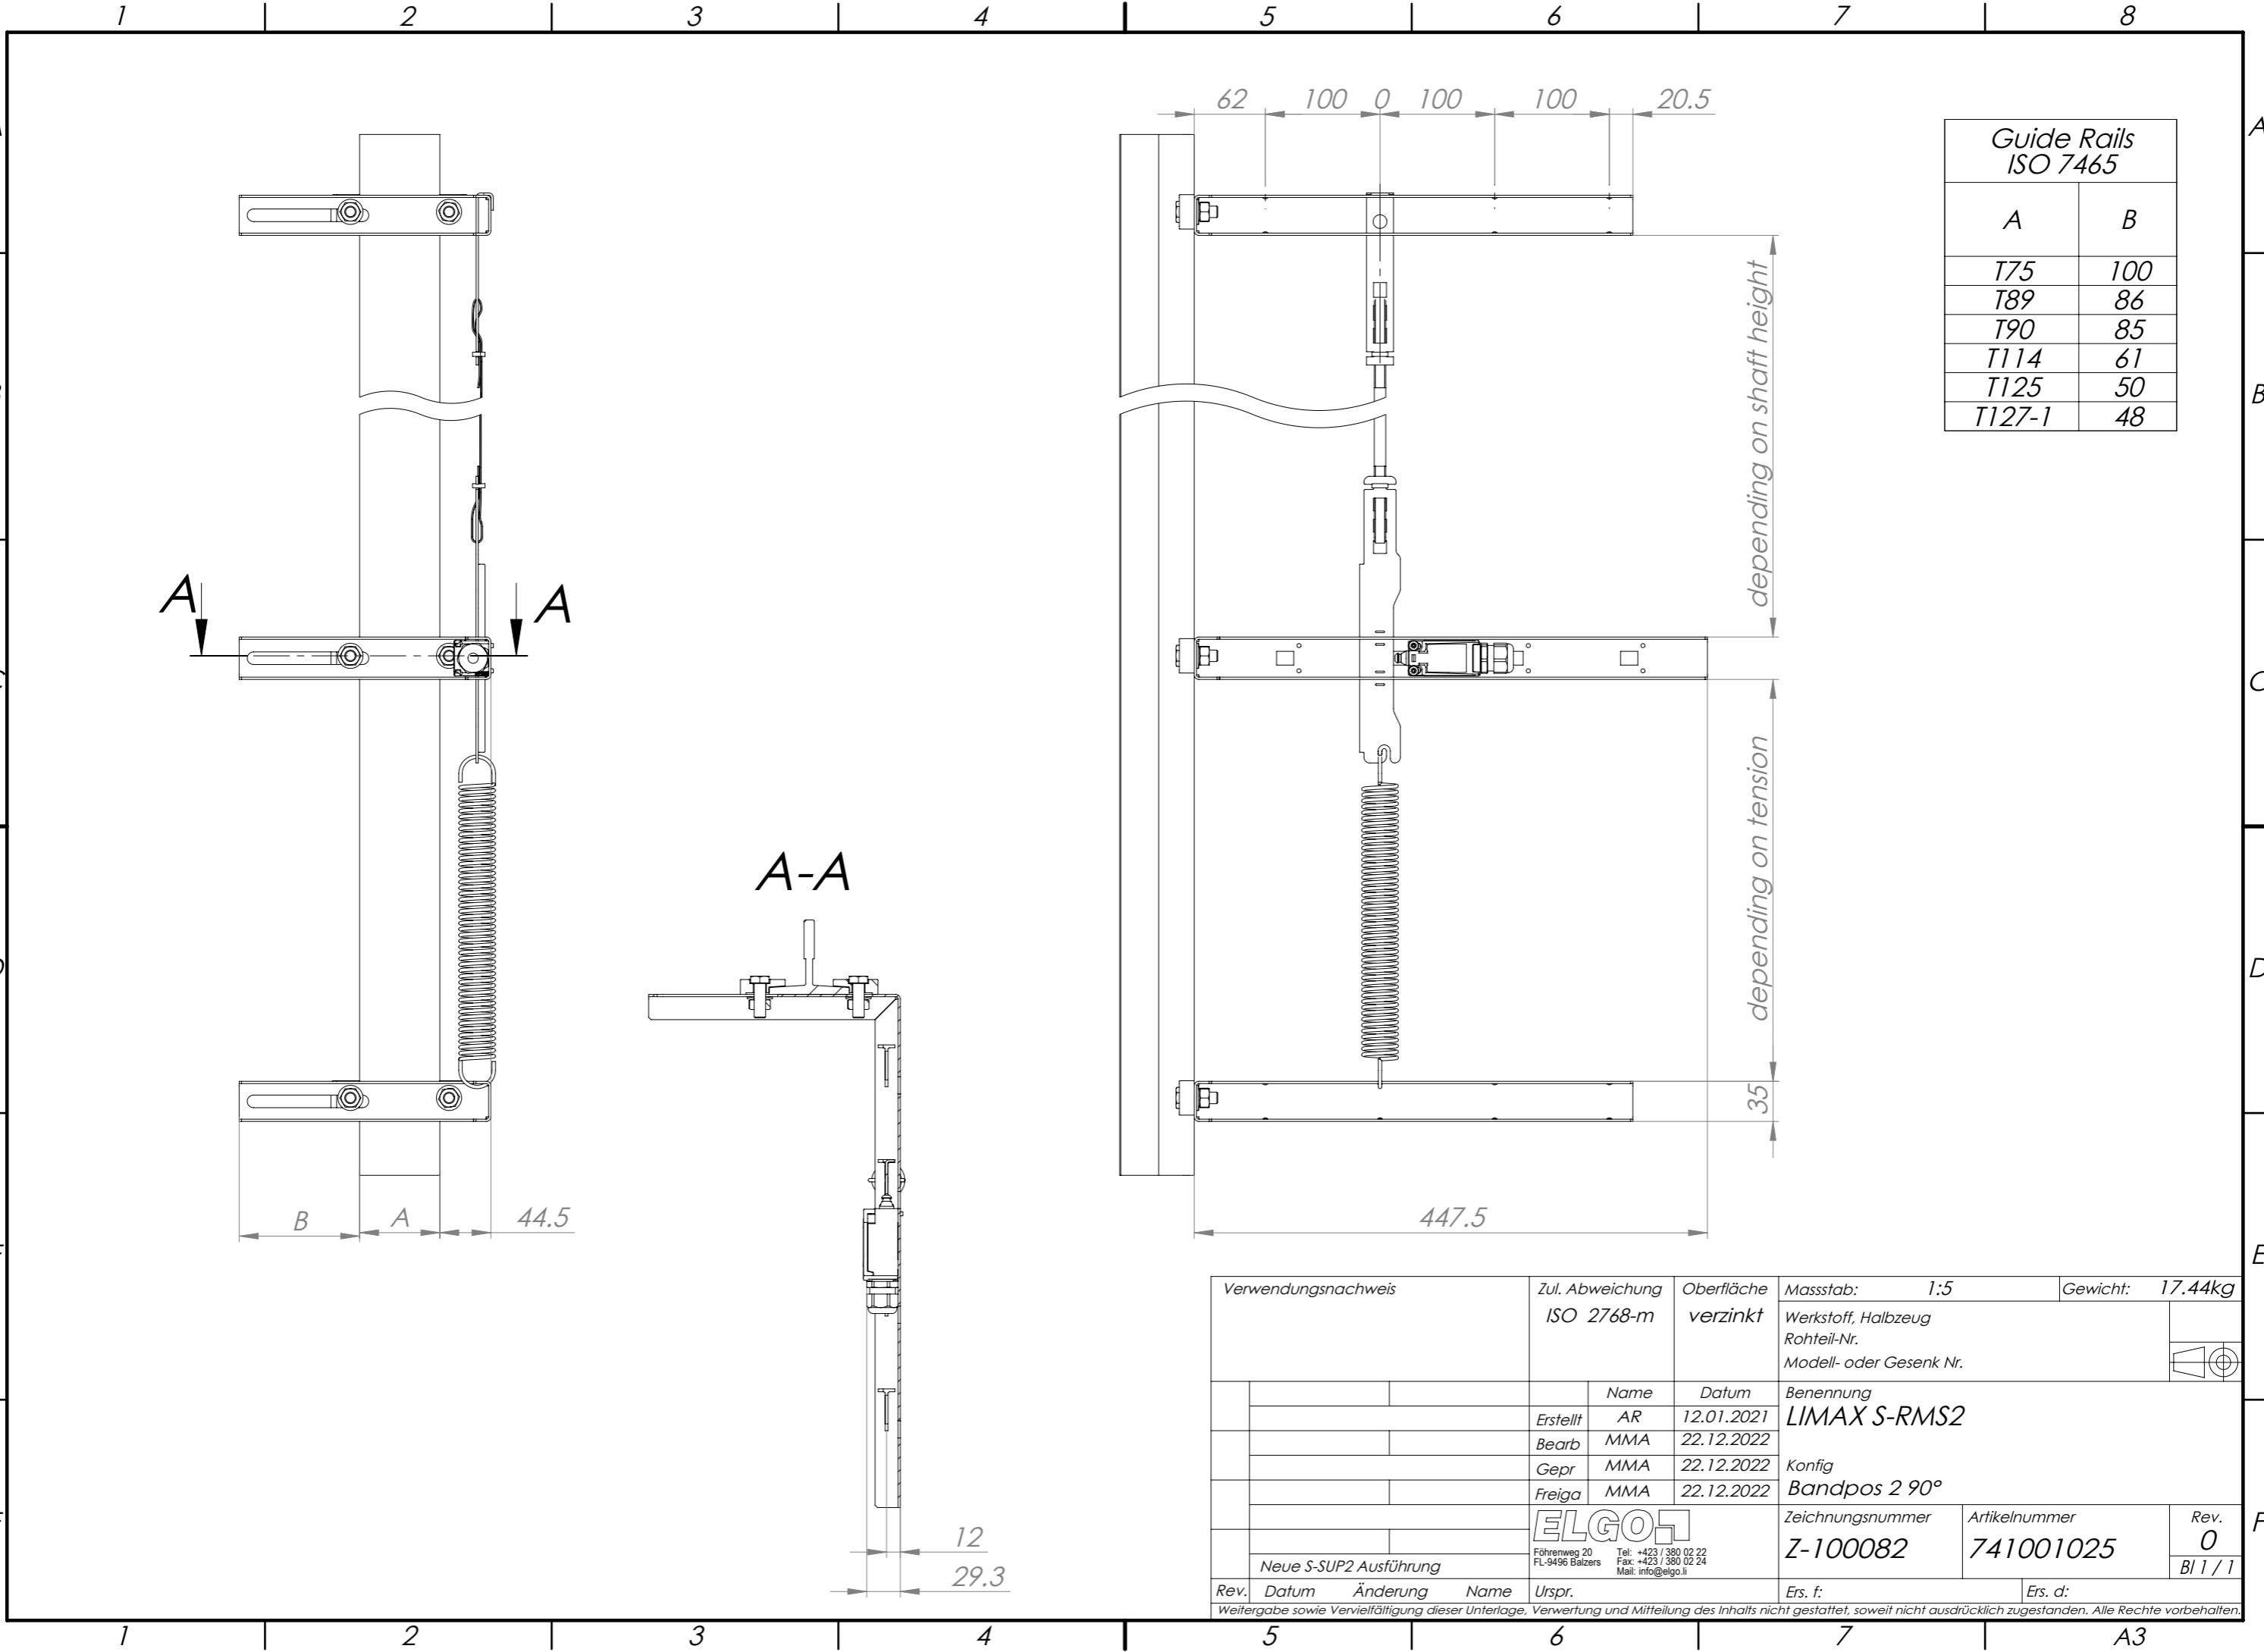 1 2 3 4 5 6 7 8
62 100 0 100 100 20.5
A
Guide Rails
ISO 7465
A B
T75 100
T89 86
T90 85
T114 61
T125 50
T127-1 48
B
depending on shaft height
A A
C
depending on tension
A-A
D
35
B A 44.5
447.5
E
12
29.3
Verwendungsnachweis
Zul. Abweichung
ISO 2768-m
Oberfläche
verzinkt
Massstab: 1:5
Gewicht: 17.44kg
Werkstoff, Halbzeug
Rohteil-Nr.
Modell- oder Gesenk Nr.
Name Datum
Erstellt AR 12.01.2021
Bearb MMA 22.12.2022
Gepr MMA 22.12.2022
Freiga MMA 22.12.2022
Benennung
LIMAX S-RMS2
Konfig
Bandpos 2 90°
ELGO
Föhrenweg 20 Tel: +423 / 380 02 22
FL-9496 Balzers Fax: +423 / 380 02 24
Mail: info@elgo.li
Zeichnungsnummer
Z-100082
Artikelnummer
741001025
Rev.
0
Bl 1 / 1
F
Neue S-SUP2 Ausführung
Rev. Datum Änderung Name Urspr. Ers. f: Ers. d:
Weitergabe sowie Vervielfältigung dieser Unterlage, Verwertung und Mitteilung des Inhalts nicht gestattet, soweit nicht ausdrücklich zugestanden. Alle Rechte vorbehalten.
1 2 3 4 5 6 7 A3